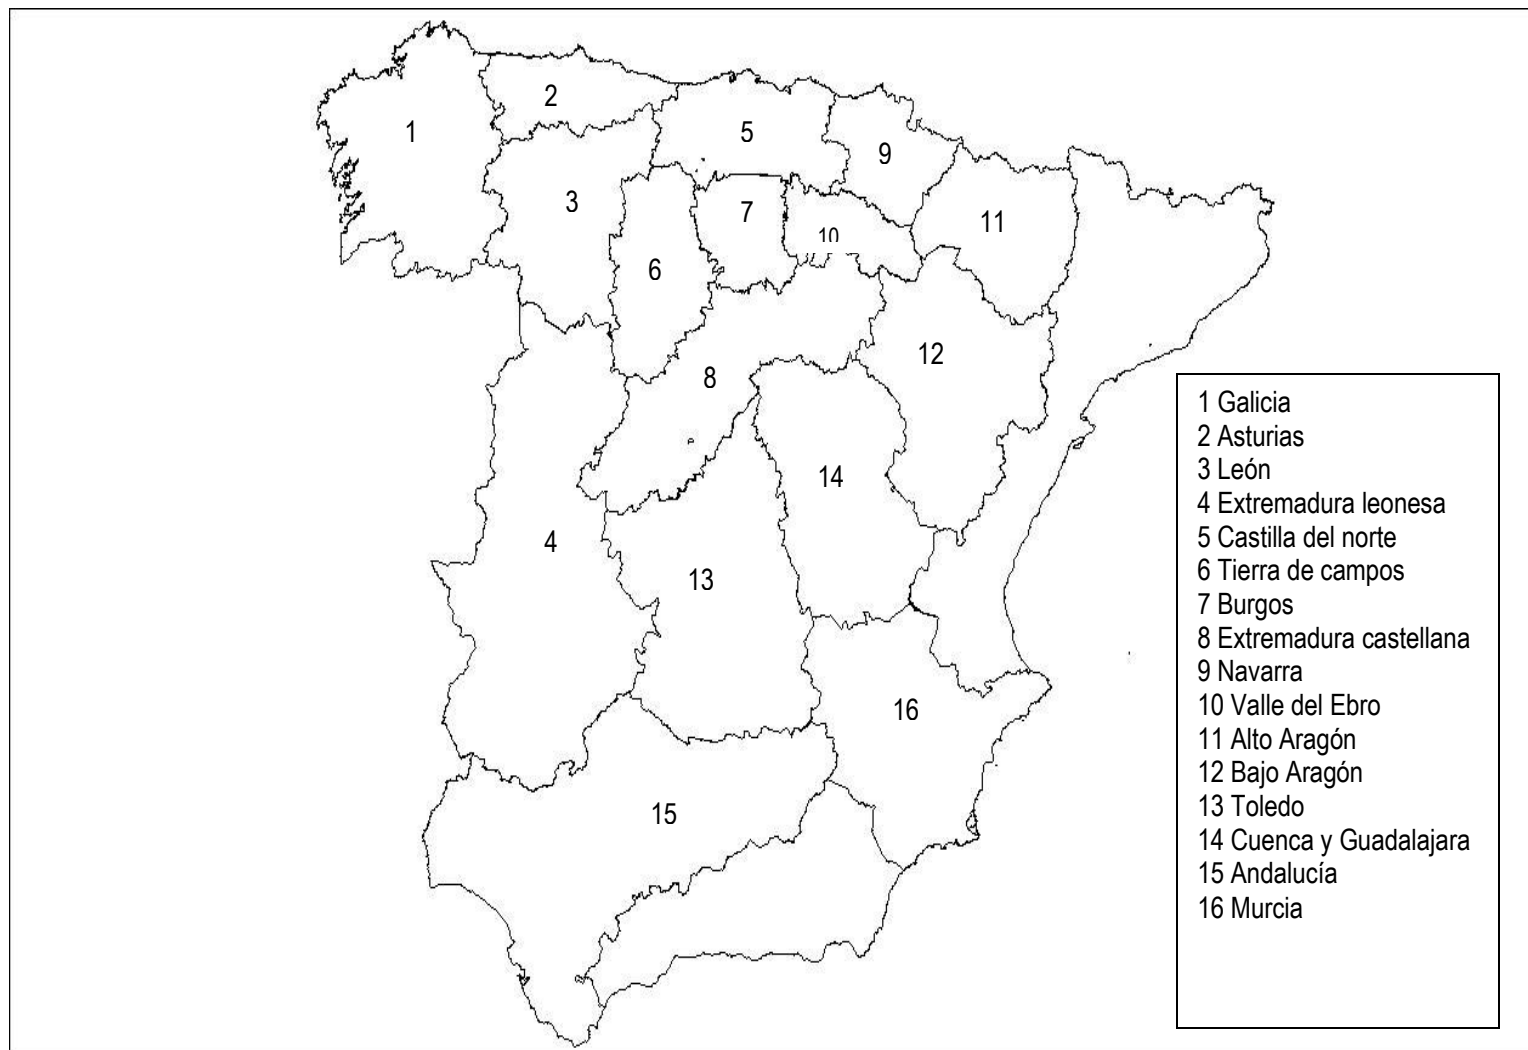 1
2
5
9
3
7
11
10
6
12
8
14
4
13
16
15
1 Galicia
2 Asturias
3 León
4 Extremadura leonesa
5 Castilla del norte
6 Tierra de campos
7 Burgos
8 Extremadura castellana
9 Navarra
10 Valle del Ebro
11 Alto Aragón
12 Bajo Aragón
13 Toledo
14 Cuenca y Guadalajara
15 Andalucía
16 Murcia